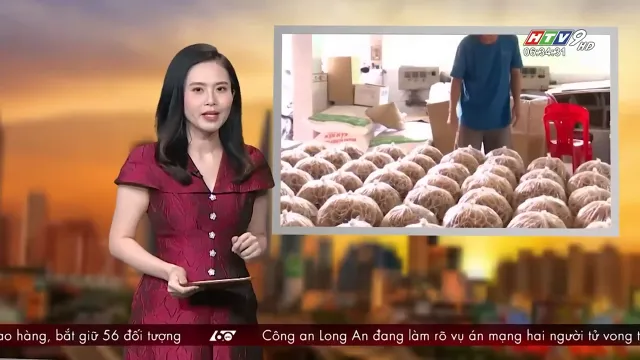 HTV9 HD
06:34:31
ao hàng, bắt giữ 56 đối tượng 60 Công an Long An đang làm rõ vụ án mạng hai người tử vong t